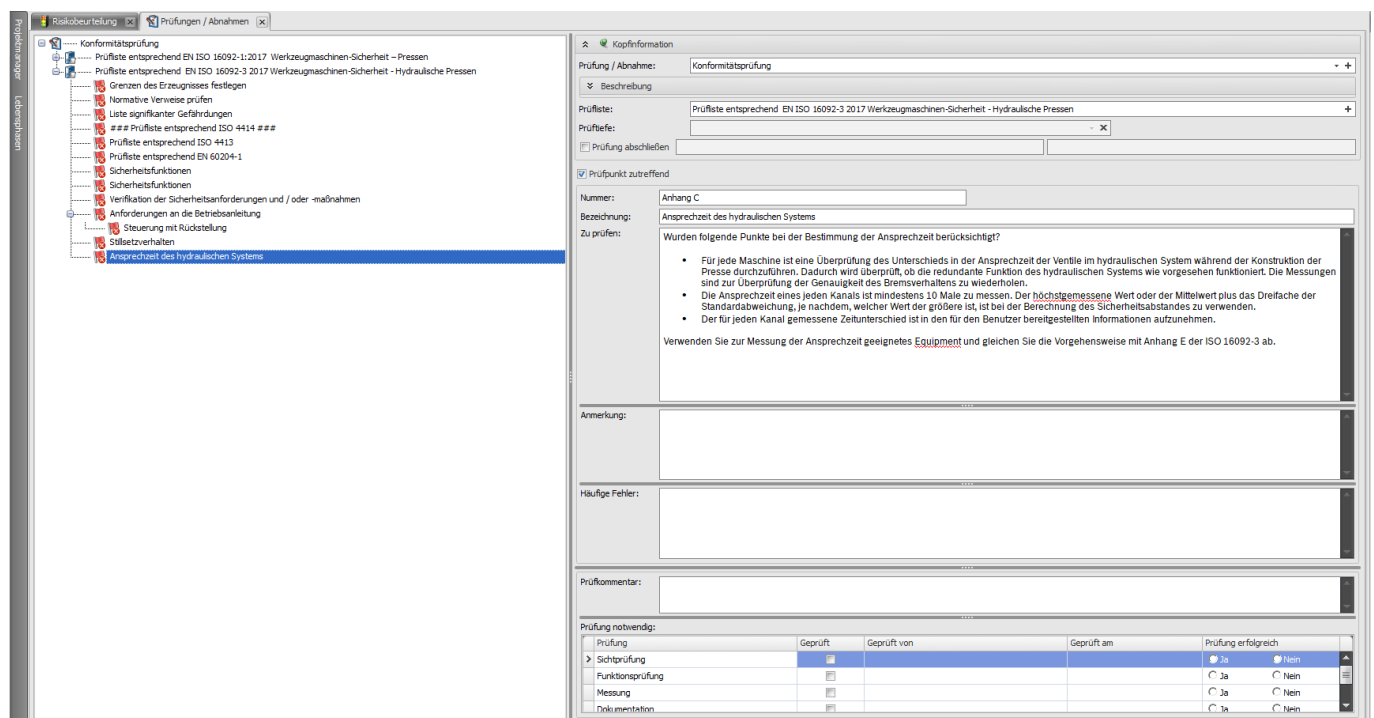 Projektmanager
Lebensphasen
Risikobeurteilung
Prüfungen / Abnahmen
Konformitätsprüfung
Prüfliste entsprechend EN ISO 16092-1:2017 Werkzeugmaschinen-Sicherheit – Pressen
Prüfliste entsprechend EN ISO 16092-3 2017 Werkzeugmaschinen-Sicherheit - Hydraulische Pressen
Grenzen des Erzeugnisses festlegen
Normative Verweise prüfen
Liste signifikanter Gefährdungen
### Prüfliste entsprechend ISO 4414 ###
Prüfliste entsprechend ISO 4413
Prüfliste entsprechend EN 60204-1
Sicherheitsfunktionen
Sicherheitsfunktionen
Verifikation der Sicherheitsanforderungen und / oder -maßnahmen
Anforderungen an die Betriebsanleitung
Steuerung mit Rückstellung
Stillsetzverhalten
Ansprechzeit des hydraulischen Systems
Kopfinformation
Prüfung / Abnahme: Konformitätsprüfung
Beschreibung
Prüfliste: Prüfliste entsprechend EN ISO 16092-3 2017 Werkzeugmaschinen-Sicherheit - Hydraulische Pressen
Prüftiefe:
Prüfung abschließen
Prüfpunkt zutreffend
Nummer: Anhang C
Bezeichnung: Ansprechzeit des hydraulischen Systems
Zu prüfen: Wurden folgende Punkte bei der Bestimmung der Ansprechzeit berücksichtigt?
• Für jede Maschine ist eine Überprüfung des Unterschieds in der Ansprechzeit der Ventile im hydraulischen System während der Konstruktion der
Presse durchzuführen. Dadurch wird überprüft, ob die redundante Funktion des hydraulischen Systems wie vorgesehen funktioniert. Die Messungen
sind zur Überprüfung der Genauigkeit des Bremsverhaltens zu wiederholen.
• Die Ansprechzeit eines jeden Kanals ist mindestens 10 Male zu messen. Der höchstgemessene Wert oder der Mittelwert plus das Dreifache der
Standardabweichung, je nachdem, welcher Wert der größere ist, ist bei der Berechnung des Sicherheitsabstandes zu verwenden.
• Der für jeden Kanal gemessene Zeitunterschied ist in den für den Benutzer bereitgestellten Informationen aufzunehmen.
Verwenden Sie zur Messung der Ansprechzeit geeignetes Equipment und gleichen Sie die Vorgehensweise mit Anhang E der ISO 16092-3 ab.
Anmerkung:
Häufige Fehler:
Prüfkommentar:
Prüfung notwendig:
Prüfung Geprüft Geprüft von Geprüft am Prüfung erfolgreich
Sichtprüfung Ja Nein
Funktionsprüfung Ja Nein
Messung Ja Nein
Dokumentation Ja Nein